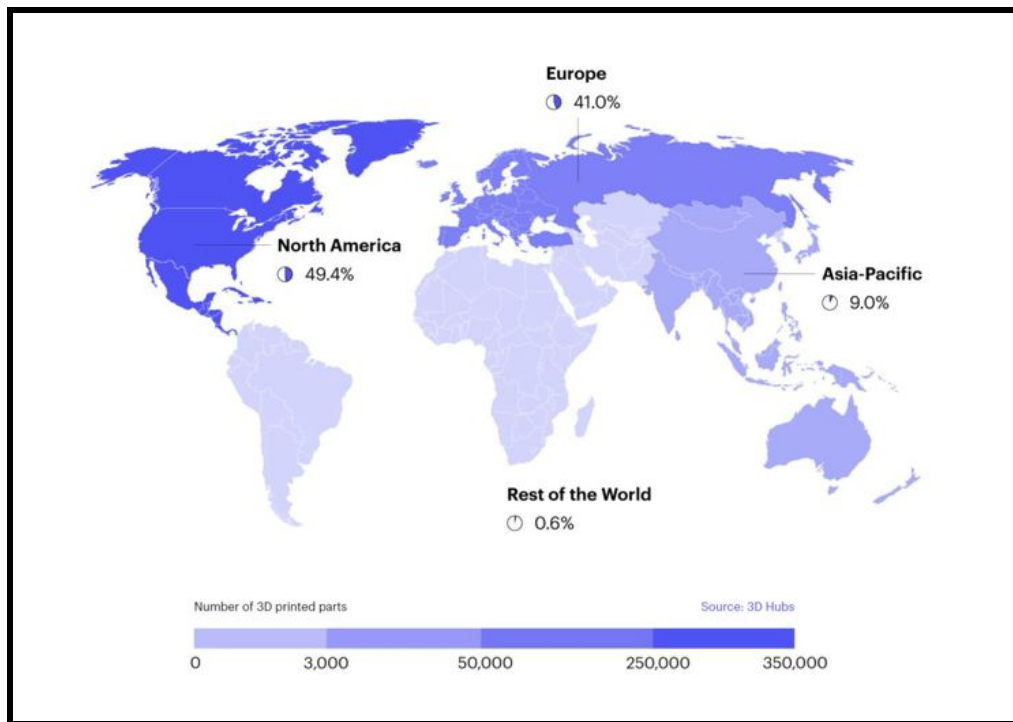 Europe
41.0%
North America
49.4%
Asia-Pacific
9.0%
Rest of the World
0.6%
Number of 3D printed parts
Source: 3D Hubs
0
3,000
50,000
250,000
350,000